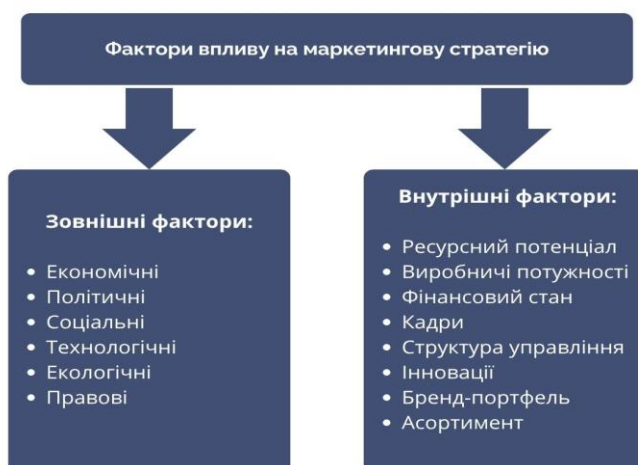 Фактори впливу на маркетингову стратегію
Зовнішні фактори:
• Економічні
• Політичні
• Соціальні
• Технологічні
• Екологічні
• Правові
Внутрішні фактори:
• Ресурсний потенціал
• Виробничі потужності
• Фінансовий стан
• Кадри
• Структура управління
• Інновації
• Бренд-портфель
• Асортимент